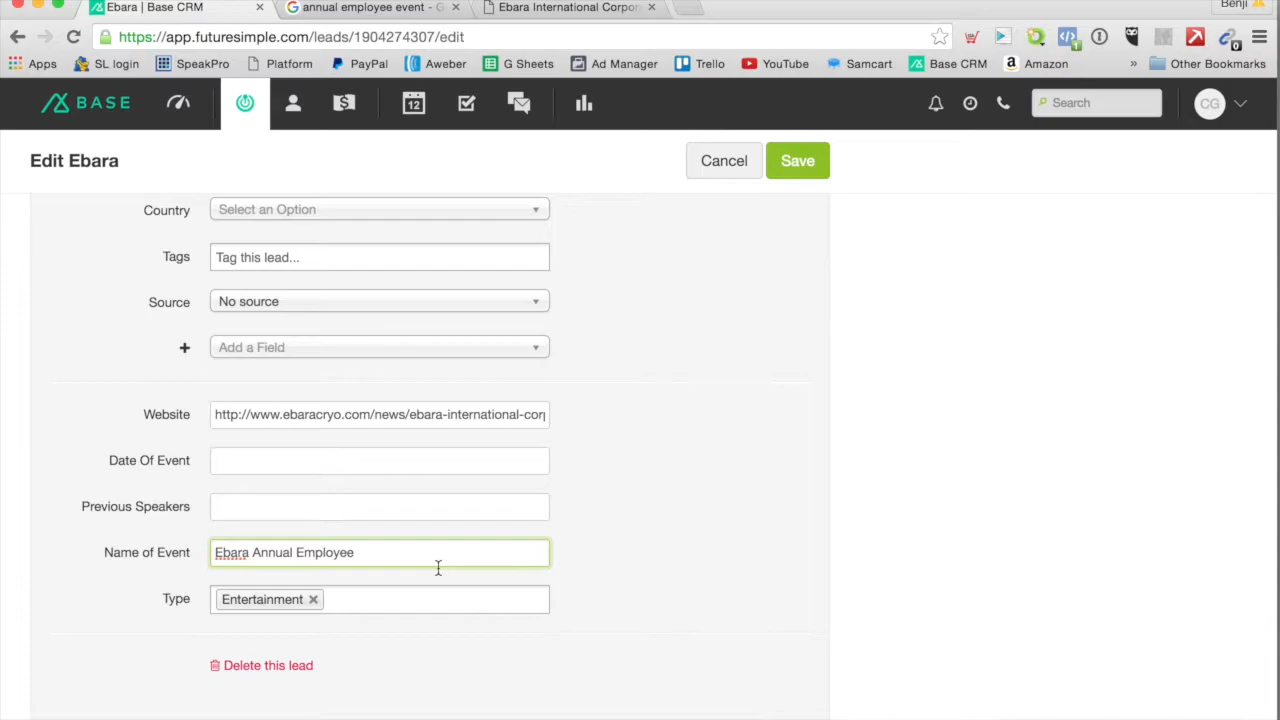 Ebara | Base CRM
annual employee event - G
Ebara International Corpor
Benji
https://app.futuresimple.com/leads/1904274307/edit
1
0
Apps
SL login
SpeakPro
Platform
PayPal
Aweber
G Sheets
Ad Manager
Trello
YouTube
Samcart
Base CRM
Amazon
»
Other Bookmarks
BASE
12
Search
CG
Edit Ebara
Cancel
Save
Country
Select an Option
Tags
Tag this lead...
Source
No source
+
Add a Field
Website
http://www.ebaracryo.com/news/ebara-international-corp
Date Of Event
Previous Speakers
Name of Event
Ebara Annual Employee
Type
Entertainment
Delete this lead